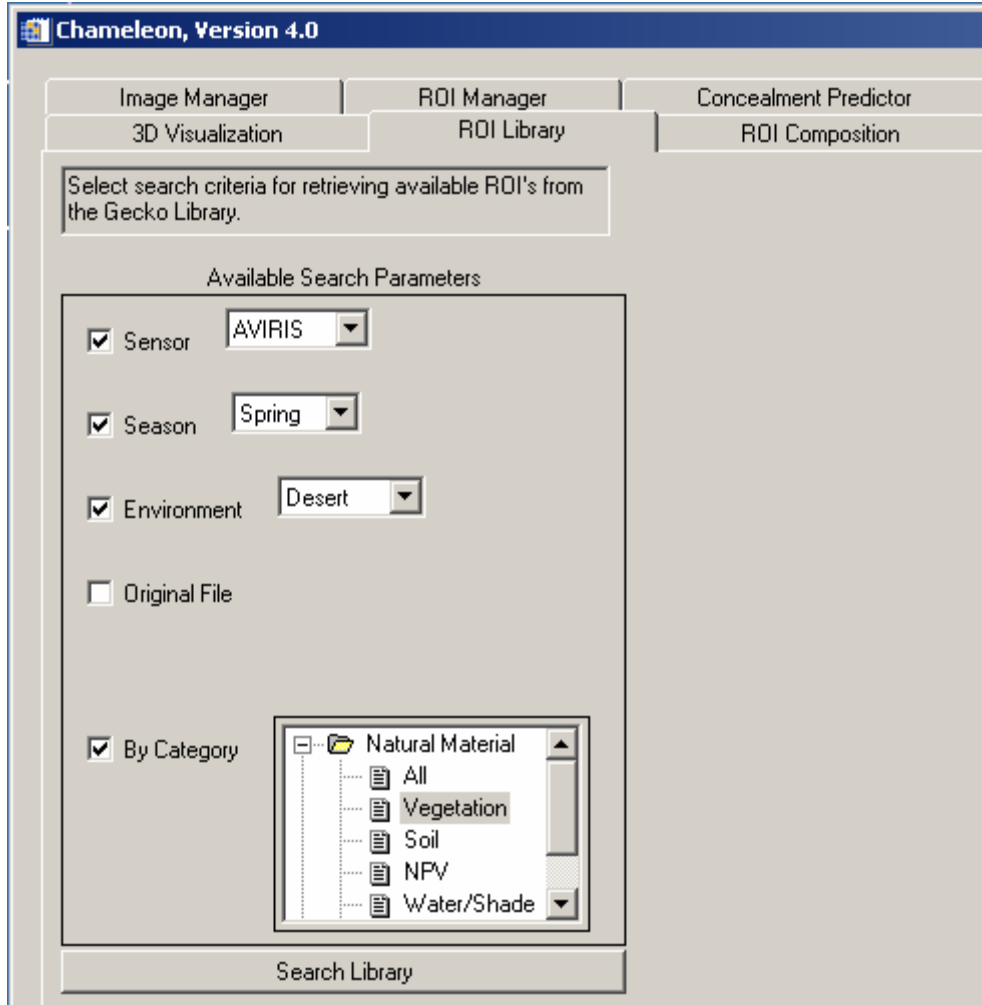 Chameleon, Version 4.0
Image Manager ROI Manager Concealment Predictor
3D Visualization ROI Library ROI Composition
Select search criteria for retrieving available ROI's from
the Gecko Library.
Available Search Parameters
Sensor AVIRIS
Season Spring
Environment Desert
Original File
By Category Natural Material
All
Vegetation
Soil
NPV
Water/Shade
Search Library